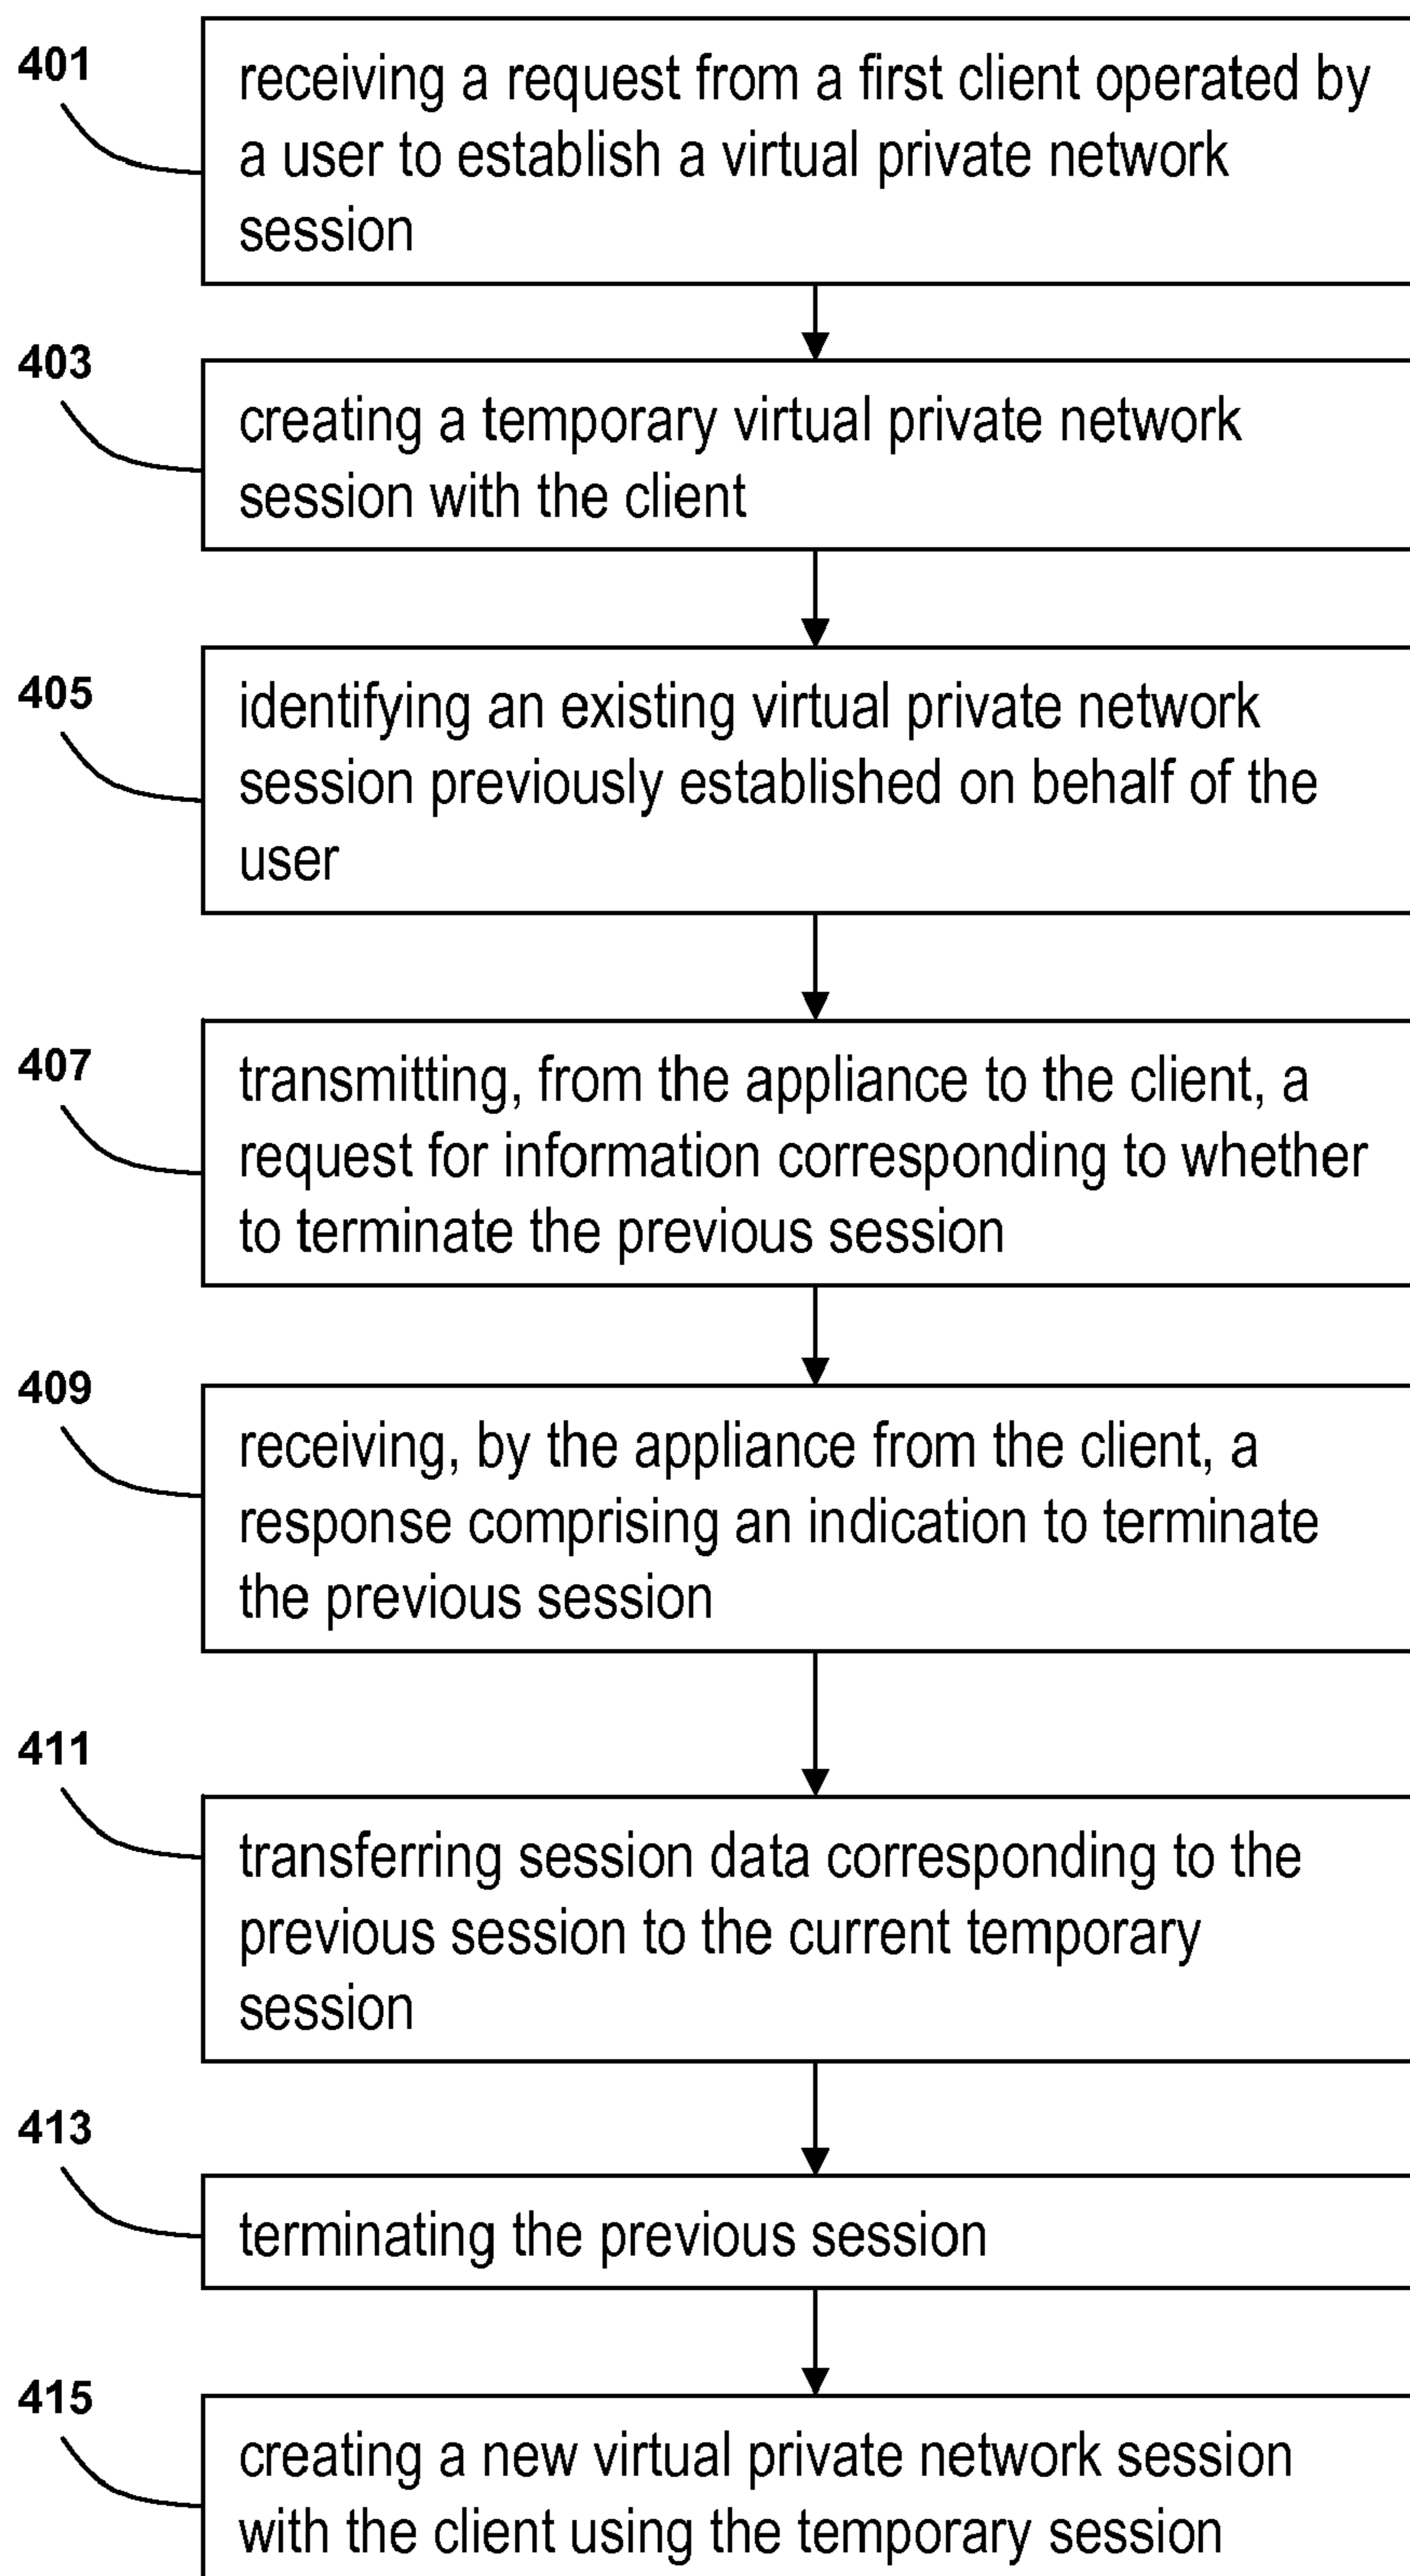 401
receiving a request from a first client operated by
a user to establish a virtual private network
session
403
creating a temporary virtual private network
session with the client
405
identifying an existing virtual private network
session previously established on behalf of the
user
407
transmitting, from the appliance to the client, a
request for information corresponding to whether
to terminate the previous session
409
receiving, by the appliance from the client, a
response comprising an indication to terminate
the previous session
411
transferring session data corresponding to the
previous session to the current temporary
session
413
terminating the previous session
415
creating a new virtual private network session
with the client using the temporary session